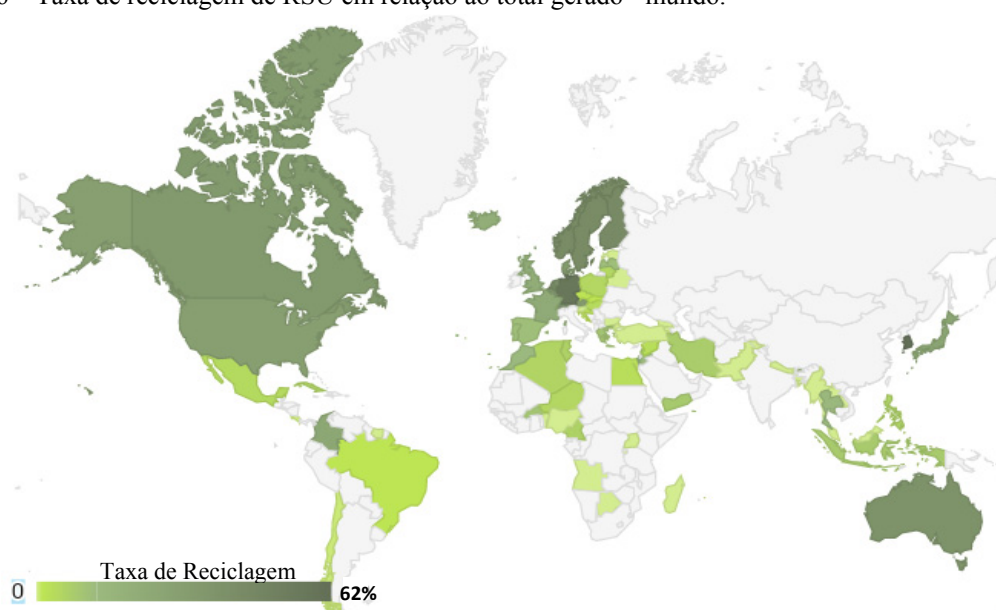 Taxa de reciclagem de RSU em relação ao total gerado - mundo.
Taxa de Reciclagem
0
62%